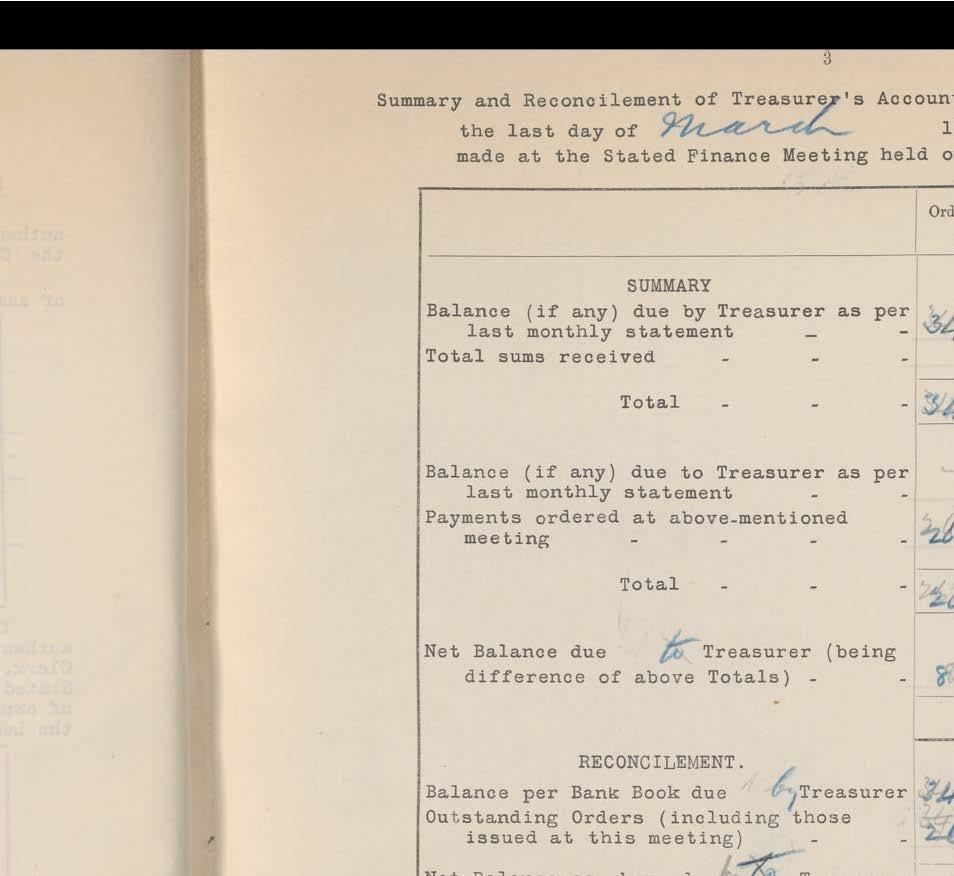 3
Summary and Reconcilement of Treasurer's Accoun
the last day of March 1
made at the Stated Finance Meeting held o
Ord
SUMMARY
Balance (if any) due by Treasurer as per
last monthly statement - -
Total sums received - - -
Total - - -
Balance (if any) due to Treasurer as per
last monthly statement - -
Payments ordered at above-mentioned
meeting - - - -
Total - - -
Net Balance due to Treasurer (being
difference of above Totals) - -
8
RECONCILEMENT.
Balance per Bank Book due by Treasurer
Outstanding Orders (including those
issued at this meeting) - -